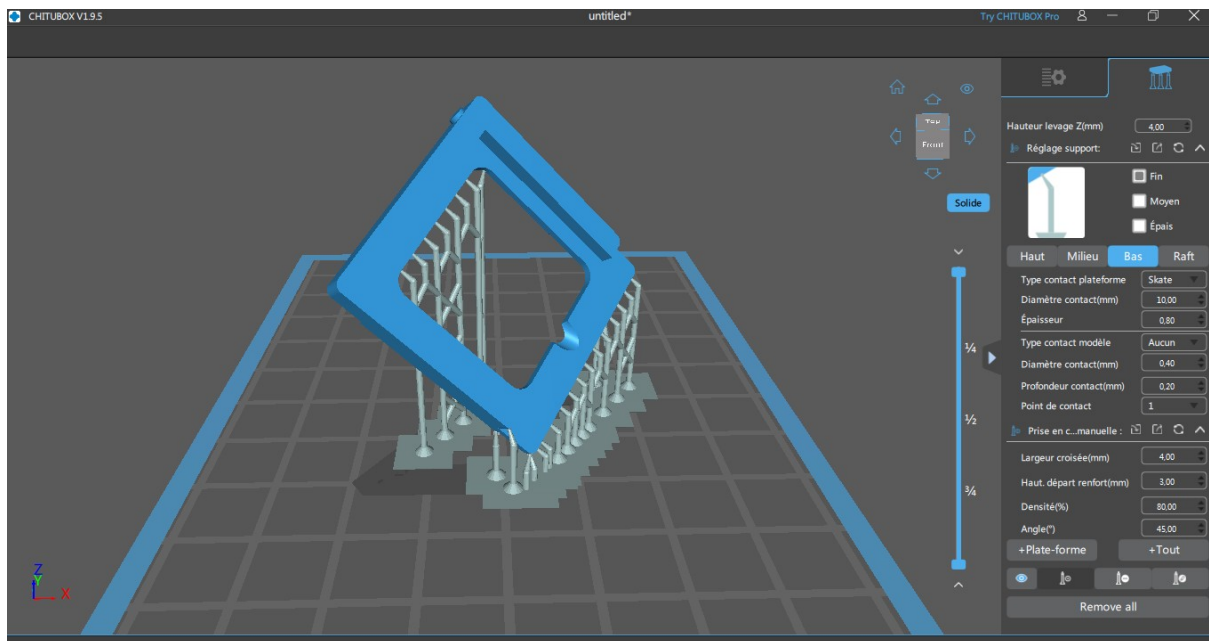 CHITUBOX V1.9.5
untitled*
Try CHITUBOX Pro
Top
Front
Solide
¼
½
¾
Hauteur levage Z(mm) 4,00
Réglage support:
Fin
Moyen
Épais
Haut Milieu Bas Raft
Type contact plateforme Skate
Diamètre contact(mm) 10,00
Épaisseur 0,80
Type contact modèle Aucun
Diamètre contact(mm) 0,40
Profondeur contact(mm) 0,20
Point de contact 1
Prise en c...manuelle :
Largeur croisée(mm) 4,00
Haut. départ renfort(mm) 3,00
Densité(%) 80,00
Angle(°) 45,00
+Plate-forme +Tout
Remove all
Z
Y
X